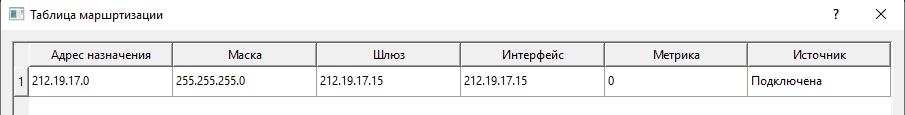 Таблица маршртизации
Адрес назначения Маска Шлюз Интерфейс Метрика Источник
1 212.19.17.0 255.255.255.0 212.19.17.15 212.19.17.15 0 Подключена